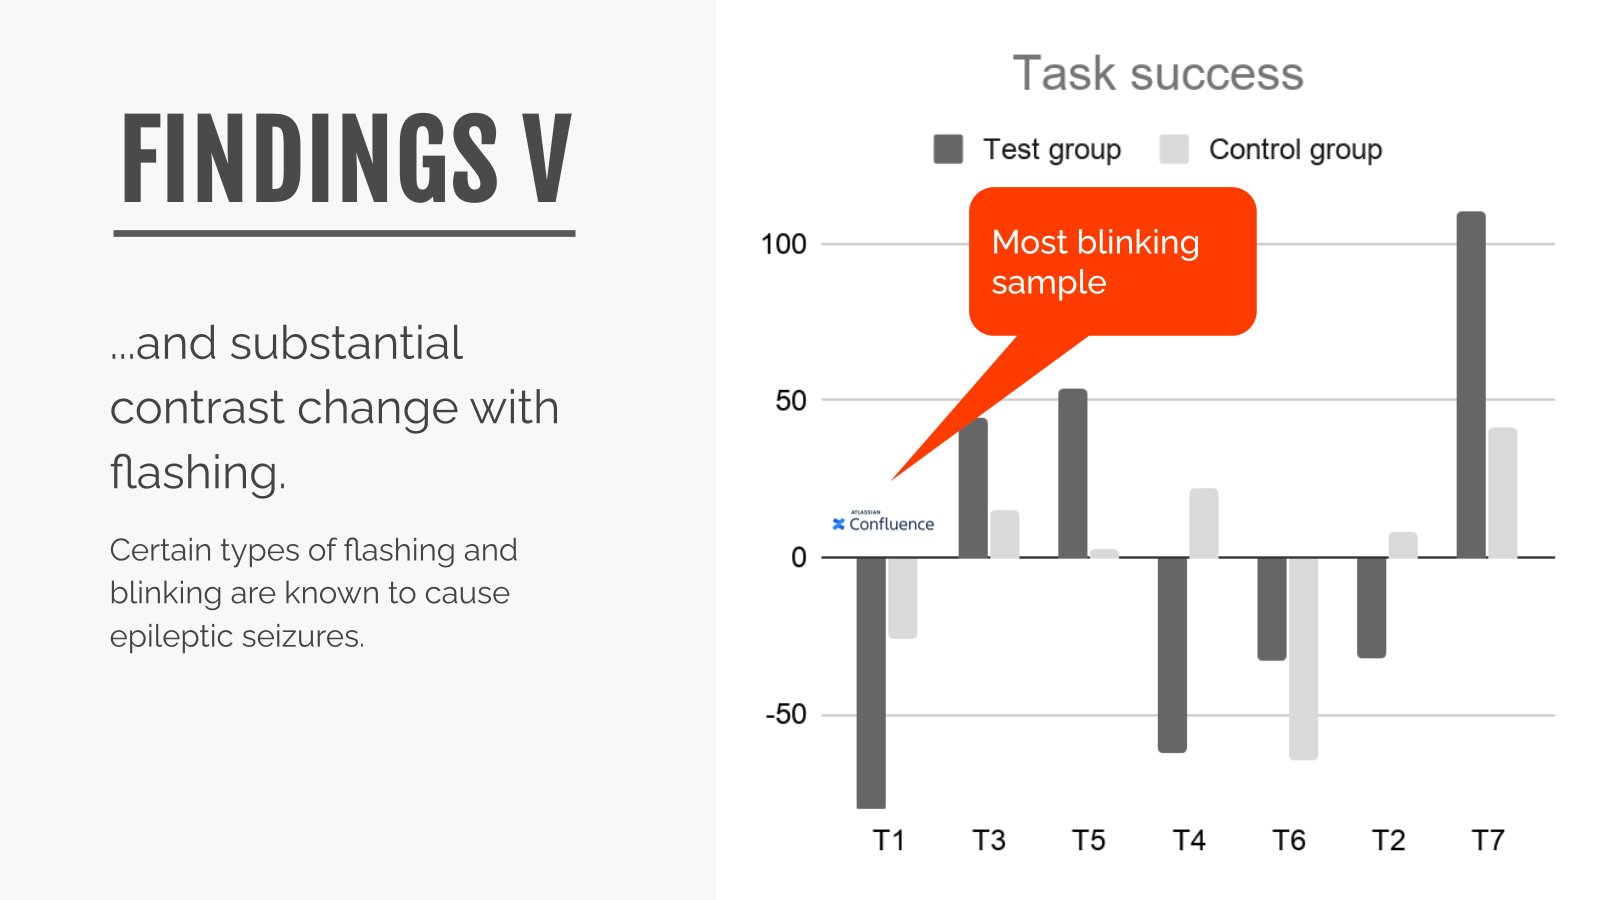 FINDINGS V
...and substantial
contrast change with
flashing.
Certain types of flashing and
blinking are known to cause
epileptic seizures.
Task success
Test group
Control group
Most blinking
sample
100
50
0
-50
ATLASSIAN
Confluence
T1
T3
T5
T4
T6
T2
T7